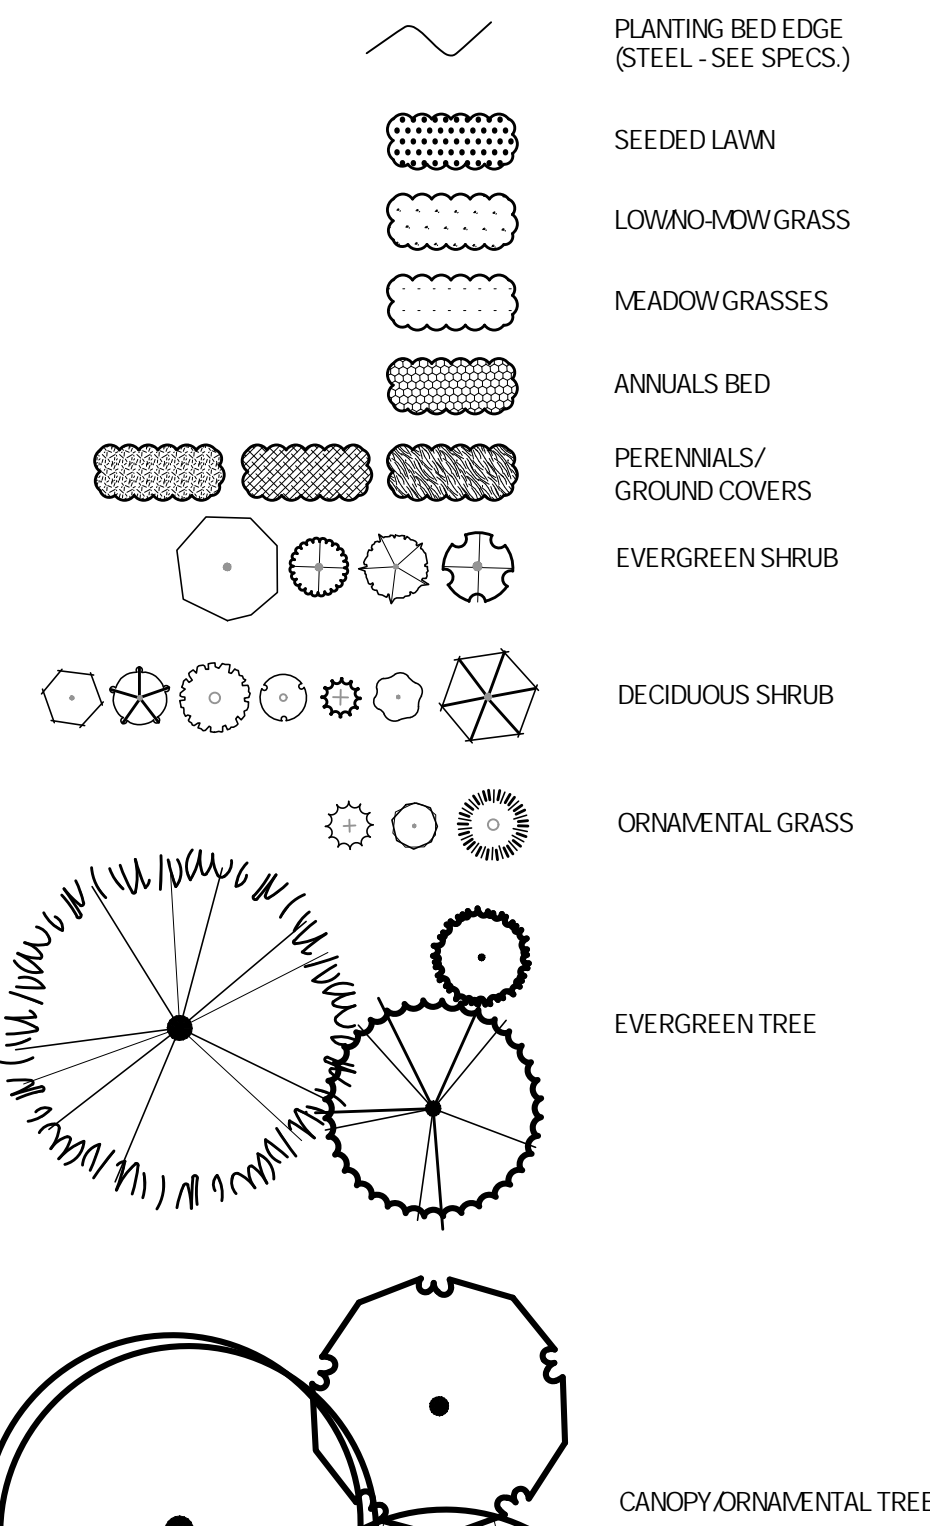 PLANTING BED EDGE
(STEEL - SEE SPECS.)
SEEDED LAWN
LOW/NO-MOW GRASS
MEADOW GRASSES
ANNUALS BED
PERENNIALS/
GROUND COVERS
EVERGREEN SHRUB
DECIDUOUS SHRUB
ORNAMENTAL GRASS
EVERGREEN TREE
CANOPY/ORNAMENTAL TREE